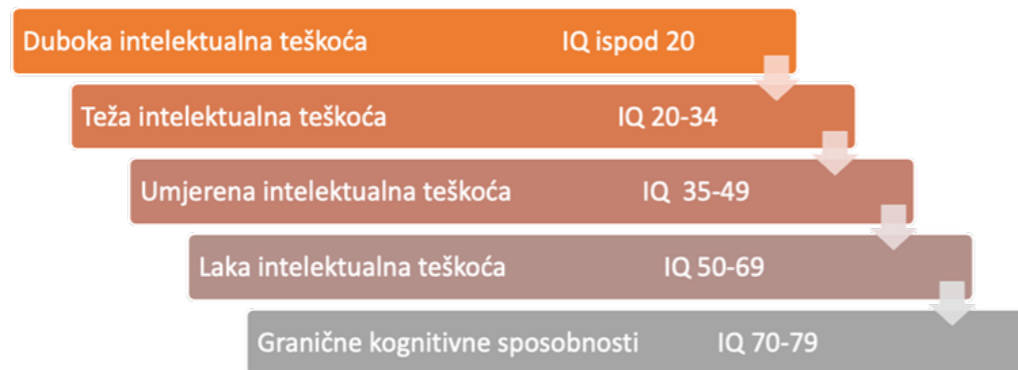 Duboka intelektualna teškoća IQ ispod 20
Teža intelektualna teškoća IQ 20-34
Umjerena intelektualna teškoća IQ 35-49
Laka intelektualna teškoća IQ 50-69
Granične kognitivne sposobnosti IQ 70-79